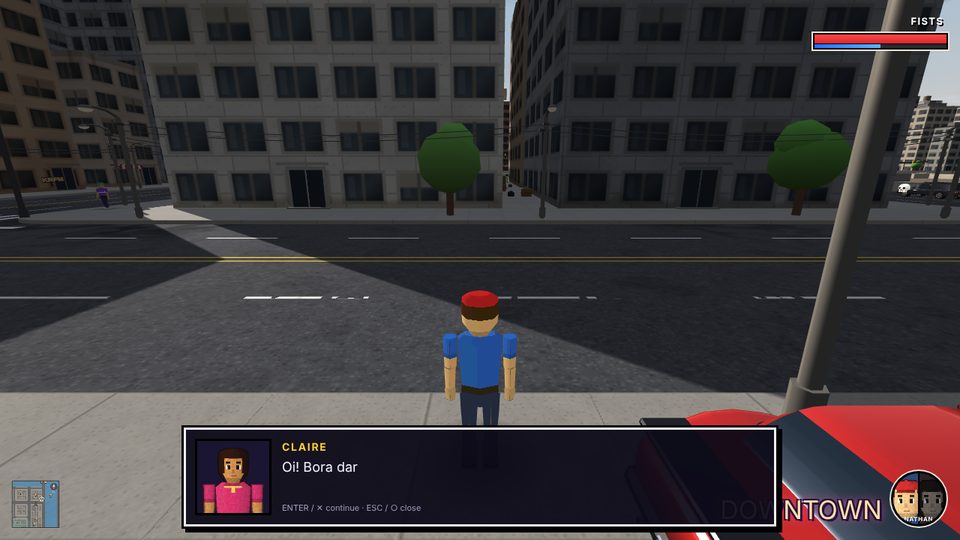 FISTS
CLAIRE
Oi! Bora dar
ENTER / ✕ continue · ESC / O close
DOWNTOWN
NATHAN